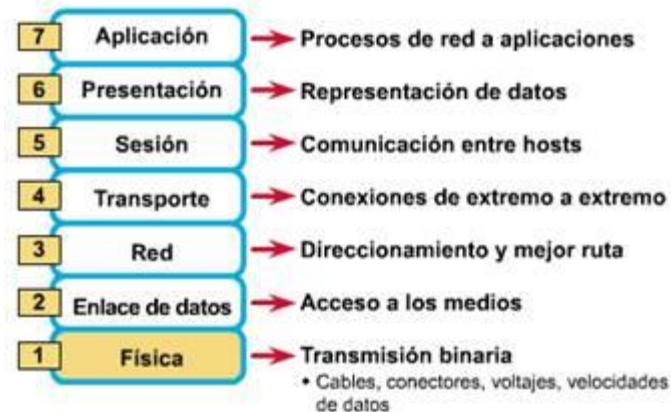 7 Aplicación Procesos de red a aplicaciones
6 Presentación Representación de datos
5 Sesión Comunicación entre hosts
4 Transporte Conexiones de extremo a extremo
3 Red Direccionamiento y mejor ruta
2 Enlace de datos Acceso a los medios
1 Física Transmisión binaria
• Cables, conectores, voltajes, velocidades
de datos